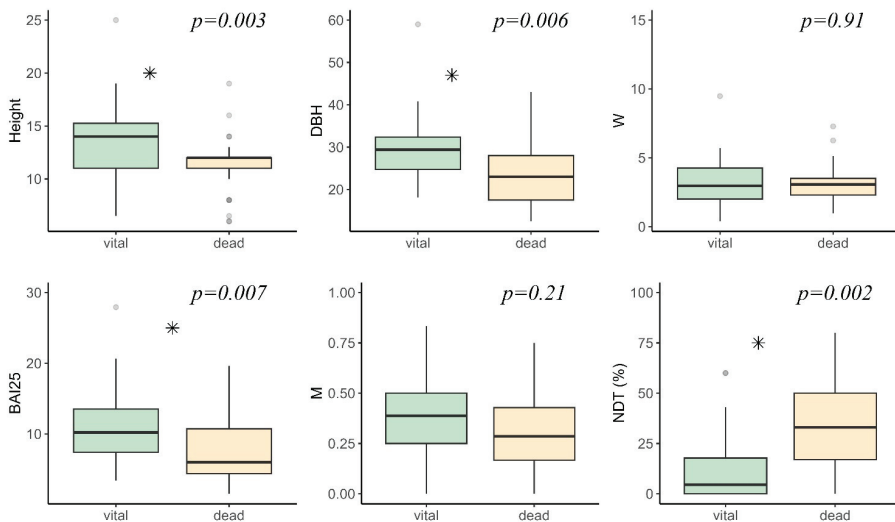 p=0.003
25
20
15
10
Height
vital
dead
p=0.006
60
50
40
30
20
DBH
vital
dead
p=0.91
15
10
5
0
W
vital
dead
p=0.007
30
20
10
BAI25
vital
dead
p=0.21
1.00
0.75
0.50
0.25
0.00
M
vital
dead
p=0.002
100
75
50
25
0
NDT (%)
vital
dead